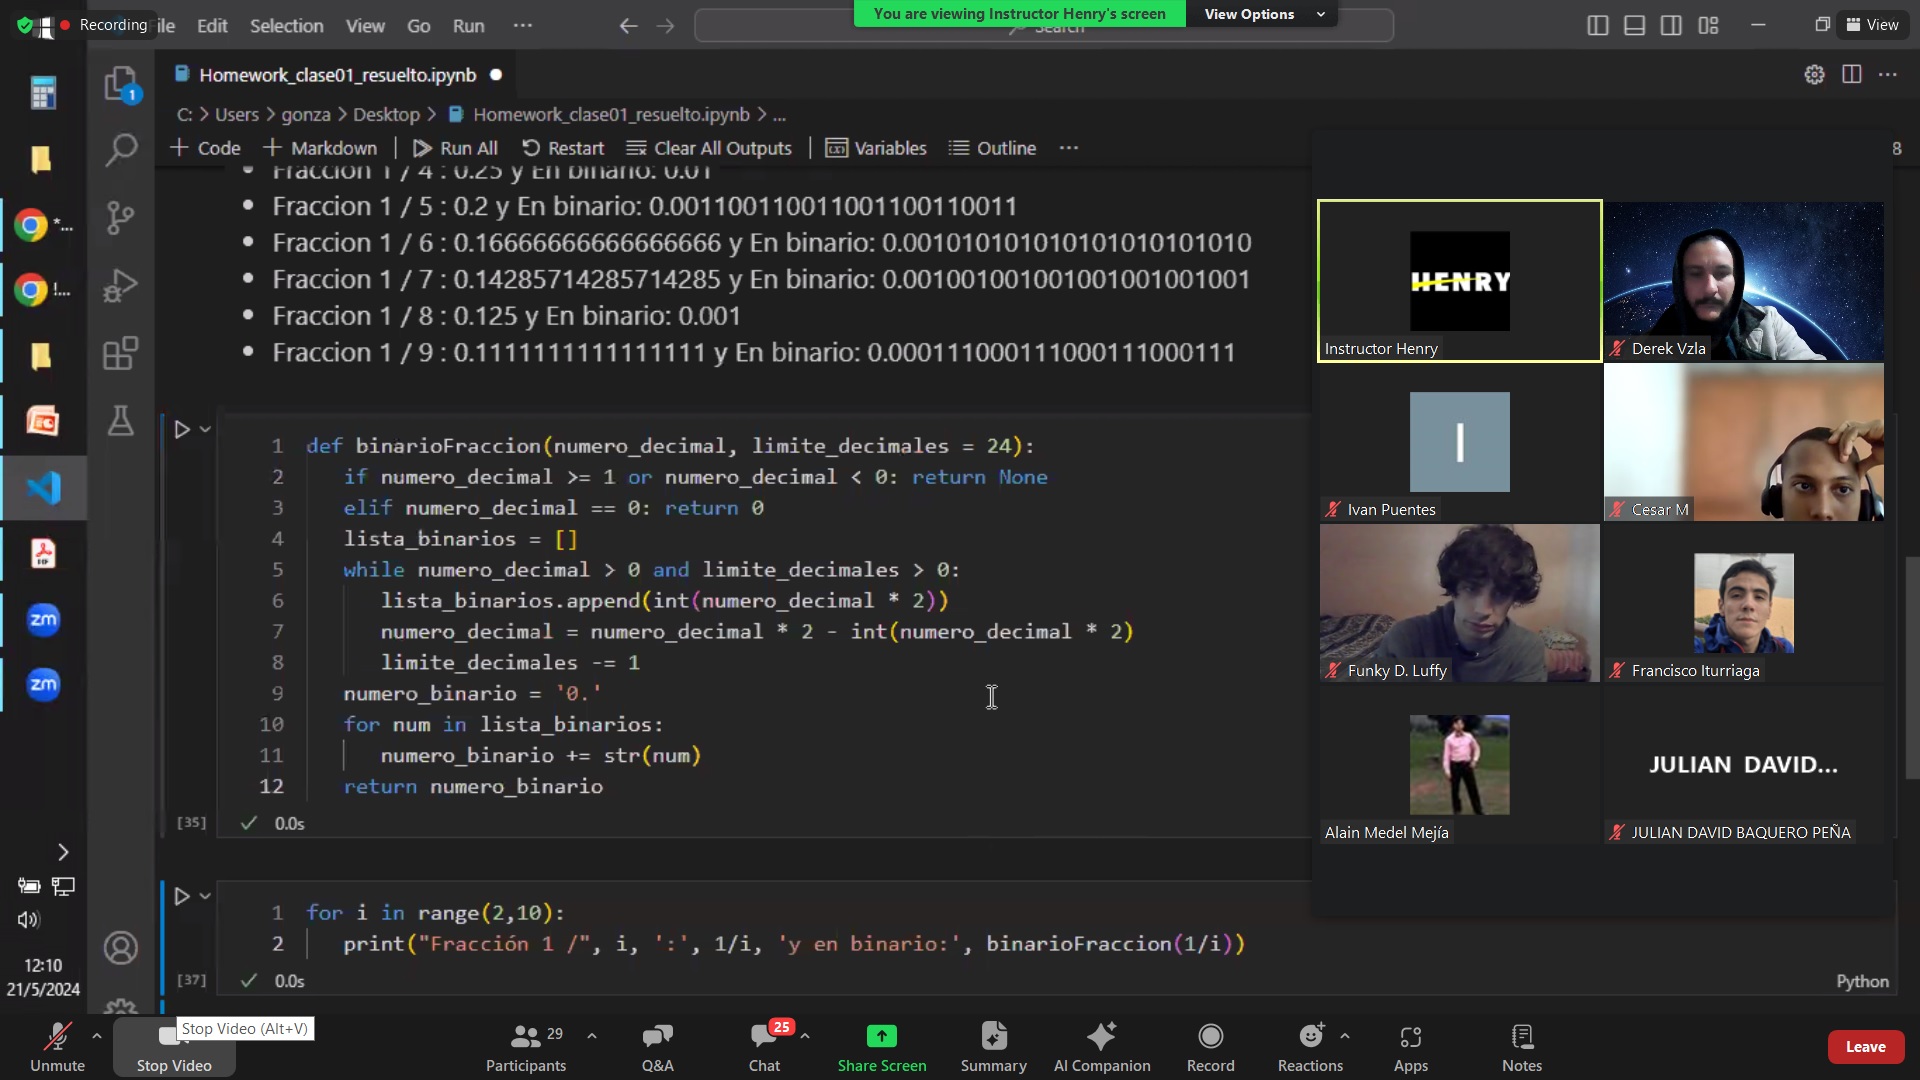 Recording
File Edit Selection View Go Run ...
You are viewing Instructor Henry's screen
View Options
Search
View
Homework_clase01_resuelto.ipynb
C: > Users > gonza > Desktop > Homework_clase01_resuelto.ipynb > ...
+ Code + Markdown Run All Restart Clear All Outputs Variables Outline ...
8
• Fraccion 1 / 4 : 0.25 y En binario: 0.01
• Fraccion 1 / 5 : 0.2 y En binario: 0.001100110011001100110011
• Fraccion 1 / 6 : 0.16666666666666666 y En binario: 0.001010101010101010101010
• Fraccion 1 / 7 : 0.14285714285714285 y En binario: 0.001001001001001001001001
• Fraccion 1 / 8 : 0.125 y En binario: 0.001
• Fraccion 1 / 9 : 0.1111111111111111 y En binario: 0.000111000111000111000111
1 def binarioFraccion(numero_decimal, limite_decimales = 24):
2 if numero_decimal >= 1 or numero_decimal < 0: return None
3 elif numero_decimal == 0: return 0
4 lista_binarios = []
5 while numero_decimal > 0 and limite_decimales > 0:
6 lista_binarios.append(int(numero_decimal * 2))
7 numero_decimal = numero_decimal * 2 - int(numero_decimal * 2)
8 limite_decimales -= 1
9 numero_binario = '0.'
10 for num in lista_binarios:
11 numero_binario += str(num)
12 return numero_binario
[35] 0.0s
1 for i in range(2,10):
2 print("Fracción 1 /", i, ':', 1/i, 'y en binario:', binarioFraccion(1/i))
[37] 0.0s
Python
1
*...
!...
PDF
zm
zm
12:10
21/5/2024
HENRY
Instructor Henry
Derek Vzla
I
Ivan Puentes
Cesar M
Funky D. Luffy
Francisco Iturriaga
Alain Medel Mejía
JULIAN DAVID...
JULIAN DAVID BAQUERO PEÑA
Stop Video (Alt+V)
Unmute
Stop Video
29
Participants
Q&A
25
Chat
Share Screen
Summary
AI Companion
Record
Reactions
Apps
Notes
Leave